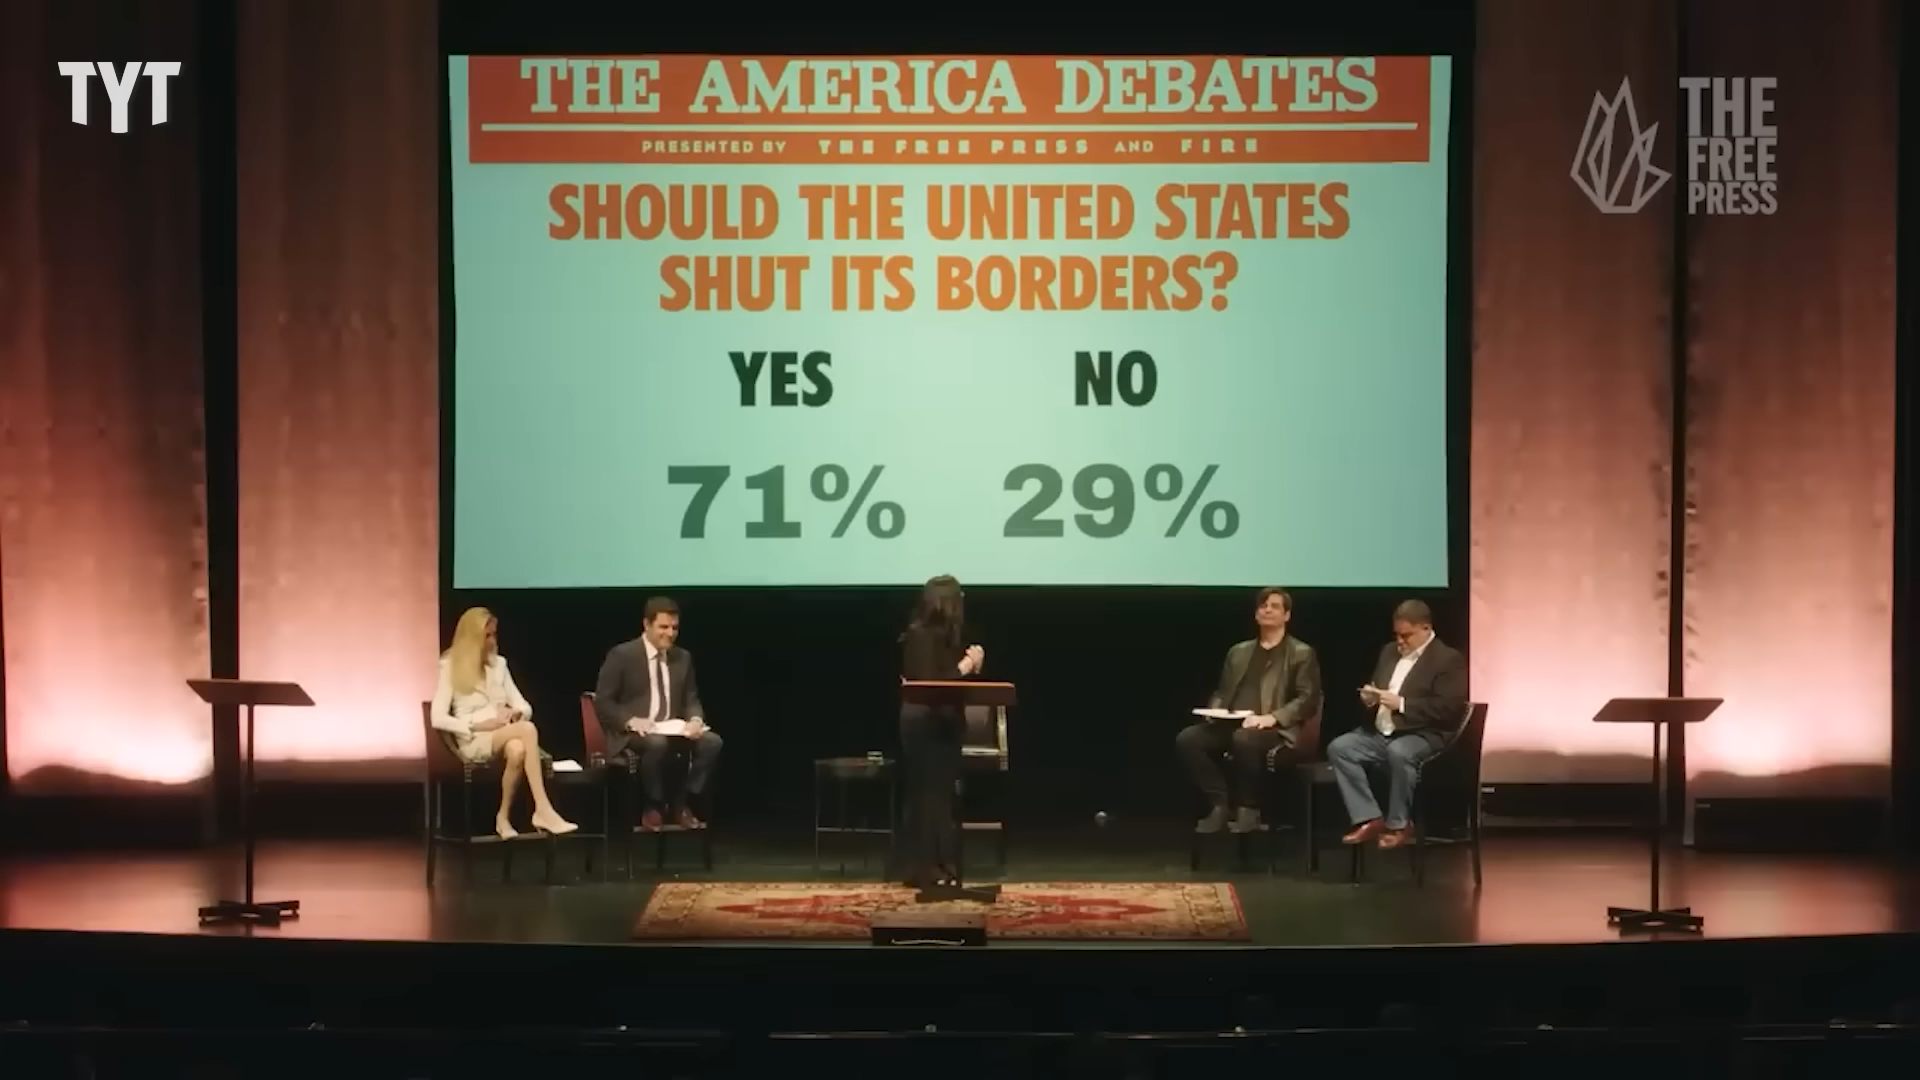 TYT
THE AMERICA DEBATES
PRESENTED BY THE FREE PRESS AND FIRE
THE
FREE
PRESS
SHOULD THE UNITED STATES
SHUT ITS BORDERS?
YES NO
71% 29%